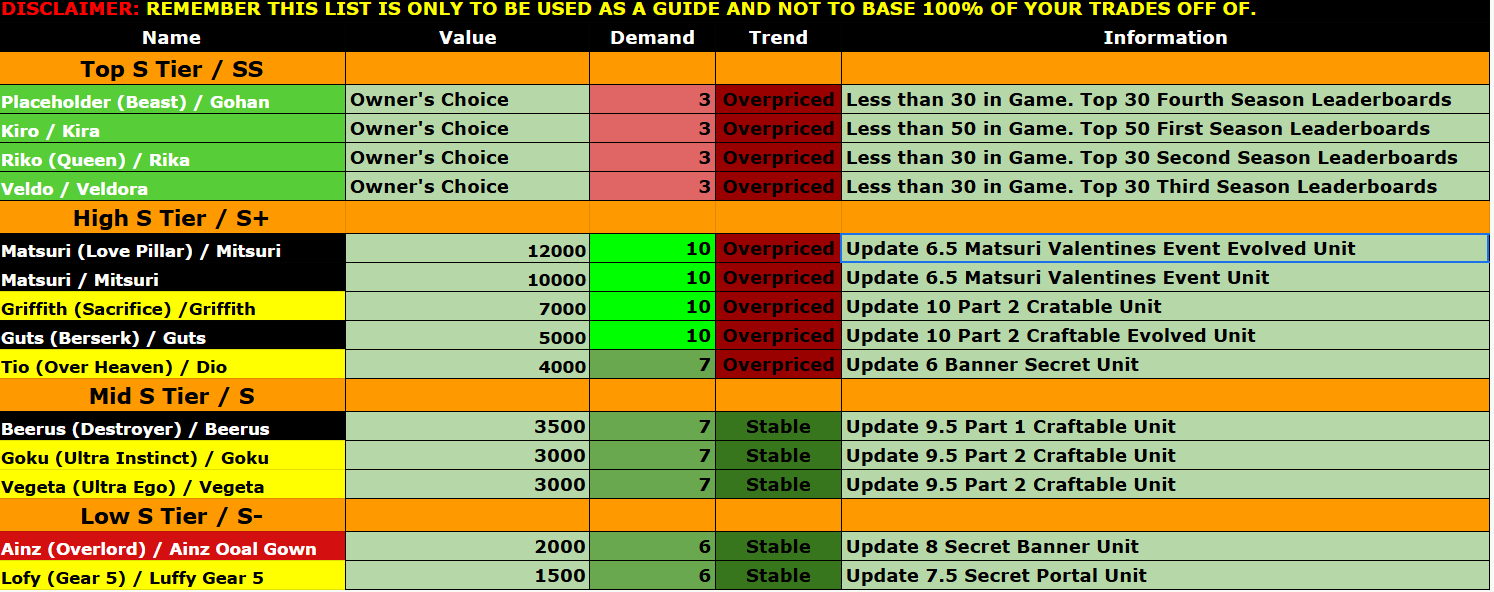 DISCLAIMER: REMEMBER THIS LIST IS ONLY TO BE USED AS A GUIDE AND NOT TO BASE 100% OF YOUR TRADES OFF OF.
Name Value Demand Trend Information
Top S Tier / SS
Placeholder (Beast) / Gohan Owner's Choice 3 Overpriced Less than 30 in Game. Top 30 Fourth Season Leaderboards
Kiro / Kira Owner's Choice 3 Overpriced Less than 50 in Game. Top 50 First Season Leaderboards
Riko (Queen) / Rika Owner's Choice 3 Overpriced Less than 30 in Game. Top 30 Second Season Leaderboards
Veldo / Veldora Owner's Choice 3 Overpriced Less than 30 in Game. Top 30 Third Season Leaderboards
High S Tier / S+
Matsuri (Love Pillar) / Mitsuri 12000 10 Overpriced Update 6.5 Matsuri Valentines Event Evolved Unit
Matsuri / Mitsuri 10000 10 Overpriced Update 6.5 Matsuri Valentines Event Unit
Griffith (Sacrifice) /Griffith 7000 10 Overpriced Update 10 Part 2 Cratable Unit
Guts (Berserk) / Guts 5000 10 Overpriced Update 10 Part 2 Craftable Evolved Unit
Tio (Over Heaven) / Dio 4000 7 Overpriced Update 6 Banner Secret Unit
Mid S Tier / S
Beerus (Destroyer) / Beerus 3500 7 Stable Update 9.5 Part 1 Craftable Unit
Goku (Ultra Instinct) / Goku 3000 7 Stable Update 9.5 Part 2 Craftable Unit
Vegeta (Ultra Ego) / Vegeta 3000 7 Stable Update 9.5 Part 2 Craftable Unit
Low S Tier / S-
Ainz (Overlord) / Ainz Ooal Gown 2000 6 Stable Update 8 Secret Banner Unit
Lofy (Gear 5) / Luffy Gear 5 1500 6 Stable Update 7.5 Secret Portal Unit